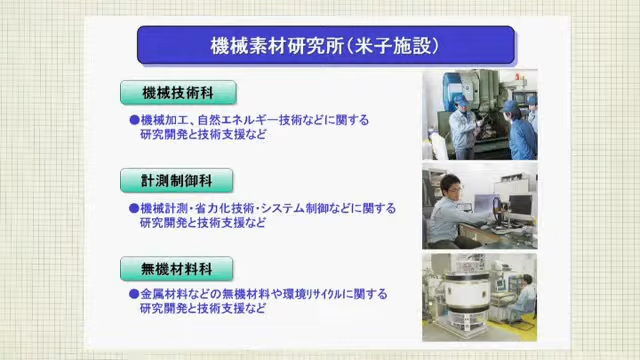 機械素材研究所(米子施設)
機械技術科
●機械加工、自然エネルギー技術などに関する
研究開発と技術支援など
計測制御科
●機械計測・省力化技術・システム制御などに関する
研究開発と技術支援など
無機材料科
●金属材料などの無機材料や環境ﾘｻｲｸﾙに関する
研究開発と技術支援など